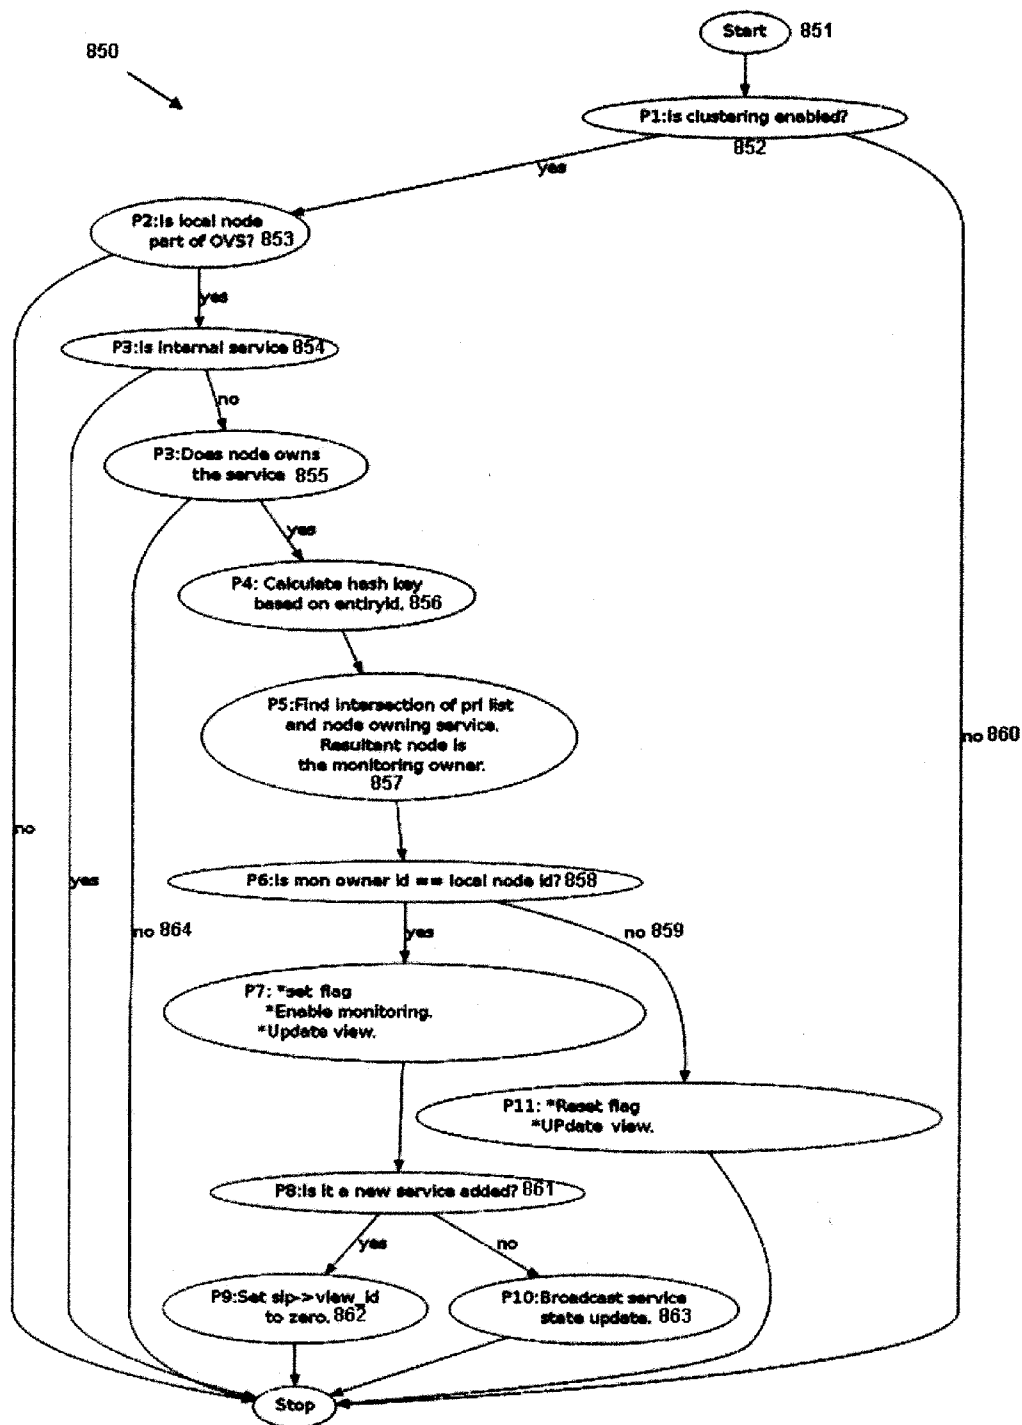 850
Start 851
P1:Is clustering enabled?
852
yes
P2:Is local node
part of OVS? 853
yes
P3:Is internal service 854
no
P3:Does node owns
the service 855
yes
P4: Calculate hash key
based on entiryid. 856
P5:Find intersection of prl list
and node owning service.
Resultant node is
the monitoring owner.
857
no 860
no
P6:Is mon owner id == local node id? 858
yes
no 864
yes
no 859
P7: *set flag
*Enable monitoring.
*Update view.
P11: *Reset flag
*UPdate view.
P8:Is it a new service added? 861
yes
no
P9:Set slp->view_id
to zero. 862
P10:Broadcast service
state update. 863
Stop